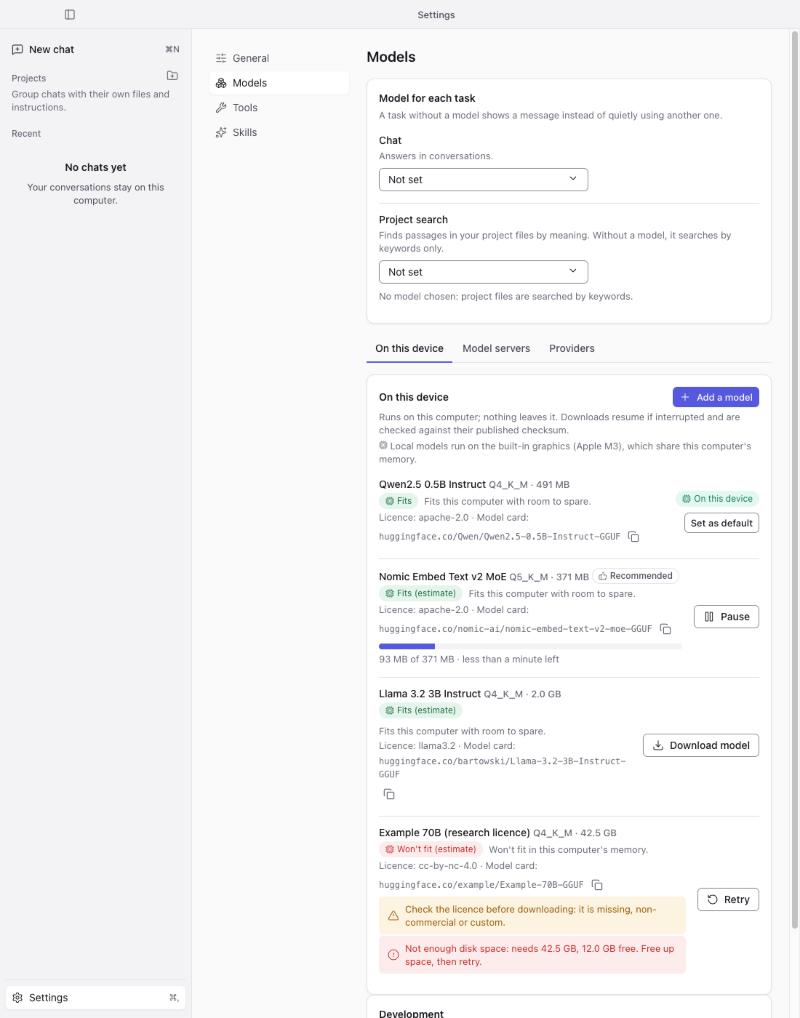 Settings
New chat
⌘N
Projects
Group chats with their own files and
instructions.
Recent
No chats yet
Your conversations stay on this
computer.
Settings
⌘,
General
Models
Tools
Skills
Models
Model for each task
A task without a model shows a message instead of quietly using another one.
Chat
Answers in conversations.
Not set
Project search
Finds passages in your project files by meaning. Without a model, it searches by
keywords only.
Not set
No model chosen: project files are searched by keywords.
On this device
Model servers
Providers
On this device
Add a model
Runs on this computer; nothing leaves it. Downloads resume if interrupted and are
checked against their published checksum.
Local models run on the built-in graphics (Apple M3), which share this computer's
memory.
Qwen2.5 0.5B Instruct Q4_K_M · 491 MB
Fits Fits this computer with room to spare.
Licence: apache-2.0 · Model card:
huggingface.co/Qwen/Qwen2.5-0.5B-Instruct-GGUF
On this device
Set as default
Nomic Embed Text v2 MoE Q5_K_M · 371 MB Recommended
Fits (estimate) Fits this computer with room to spare.
Licence: apache-2.0 · Model card:
huggingface.co/nomic-ai/nomic-embed-text-v2-moe-GGUF
93 MB of 371 MB · less than a minute left
Pause
Llama 3.2 3B Instruct Q4_K_M · 2.0 GB
Fits (estimate)
Fits this computer with room to spare.
Licence: llama3.2 · Model card:
huggingface.co/bartowski/Llama-3.2-3B-Instruct-
GGUF
Download model
Example 70B (research licence) Q4_K_M · 42.5 GB
Won't fit (estimate) Won't fit in this computer's memory.
Licence: cc-by-nc-4.0 · Model card:
huggingface.co/example/Example-70B-GGUF
Check the licence before downloading: it is missing, non-
commercial or custom.
Not enough disk space: needs 42.5 GB, 12.0 GB free. Free up
space, then retry.
Retry
Development